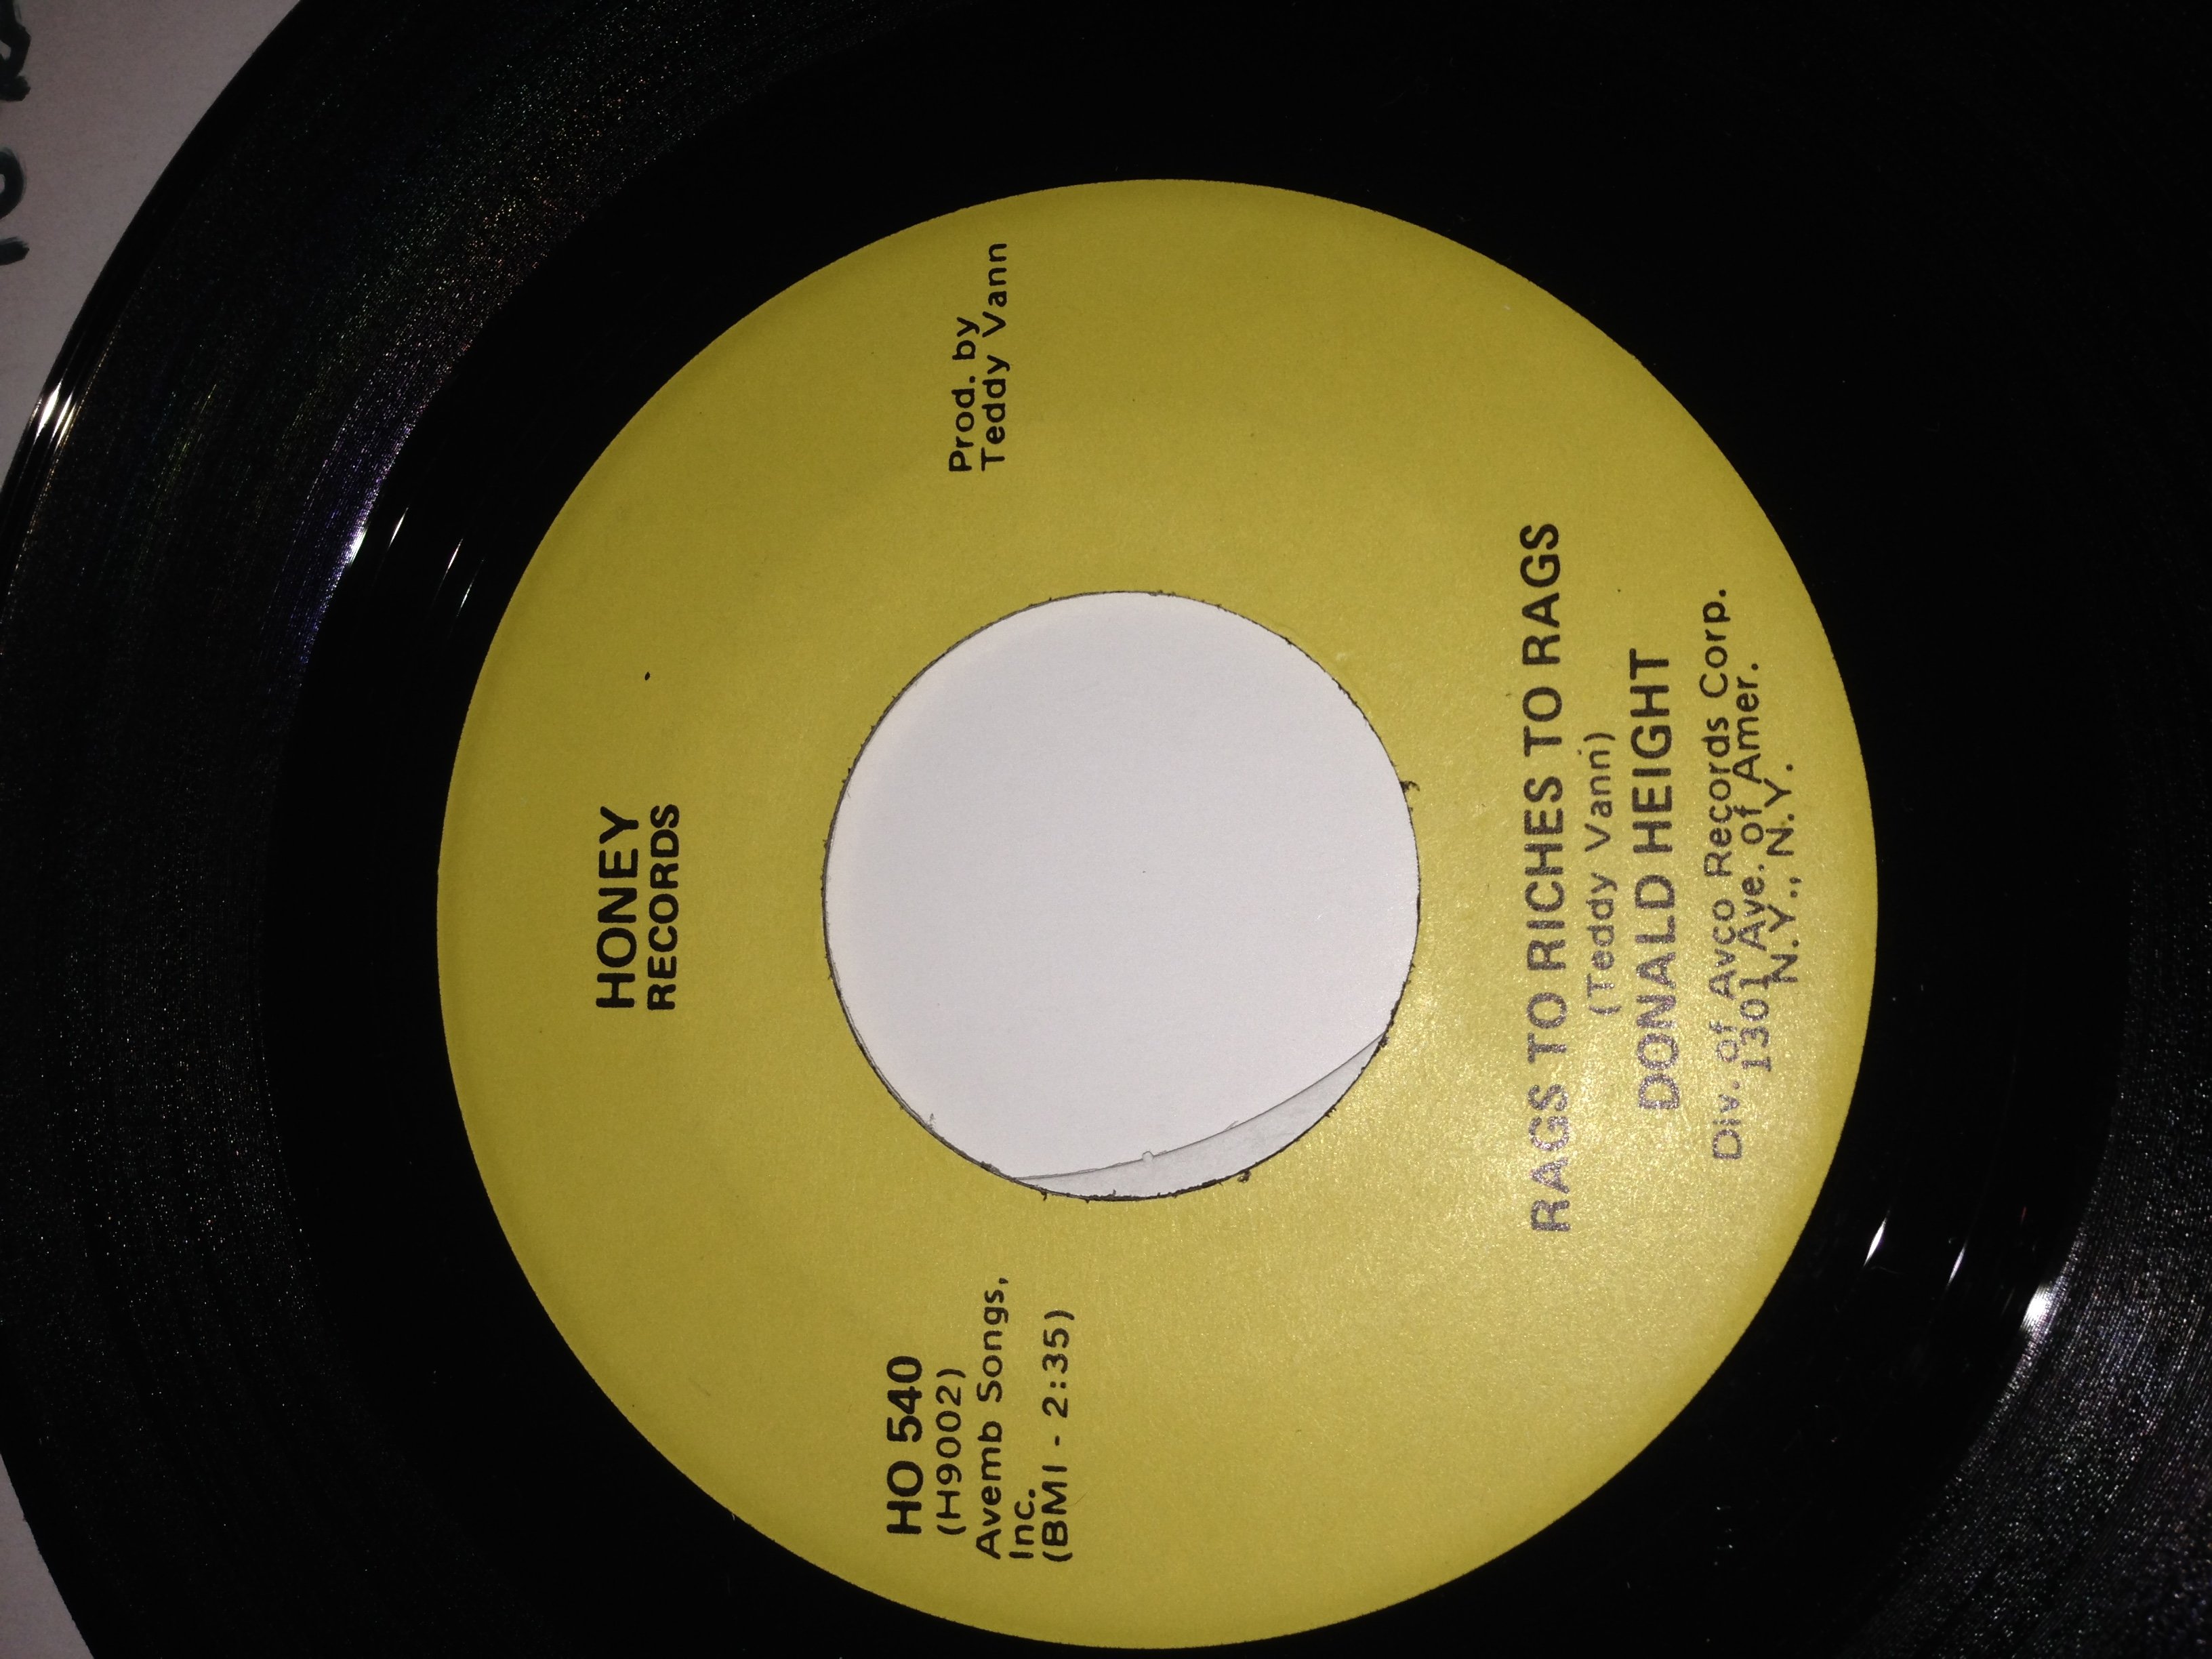 HONEY
RECORDS
HO 540
(H9002)
Avemb Songs,
Inc.
(BMI - 2:35)
Prod. by
Teddy Vann
RAGS TO RICHES TO RAGS
(Teddy Vann)
DONALD HEIGHT
Div. of Avco Records Corp.
1301 Ave. of Amer.
N.Y., N.Y.